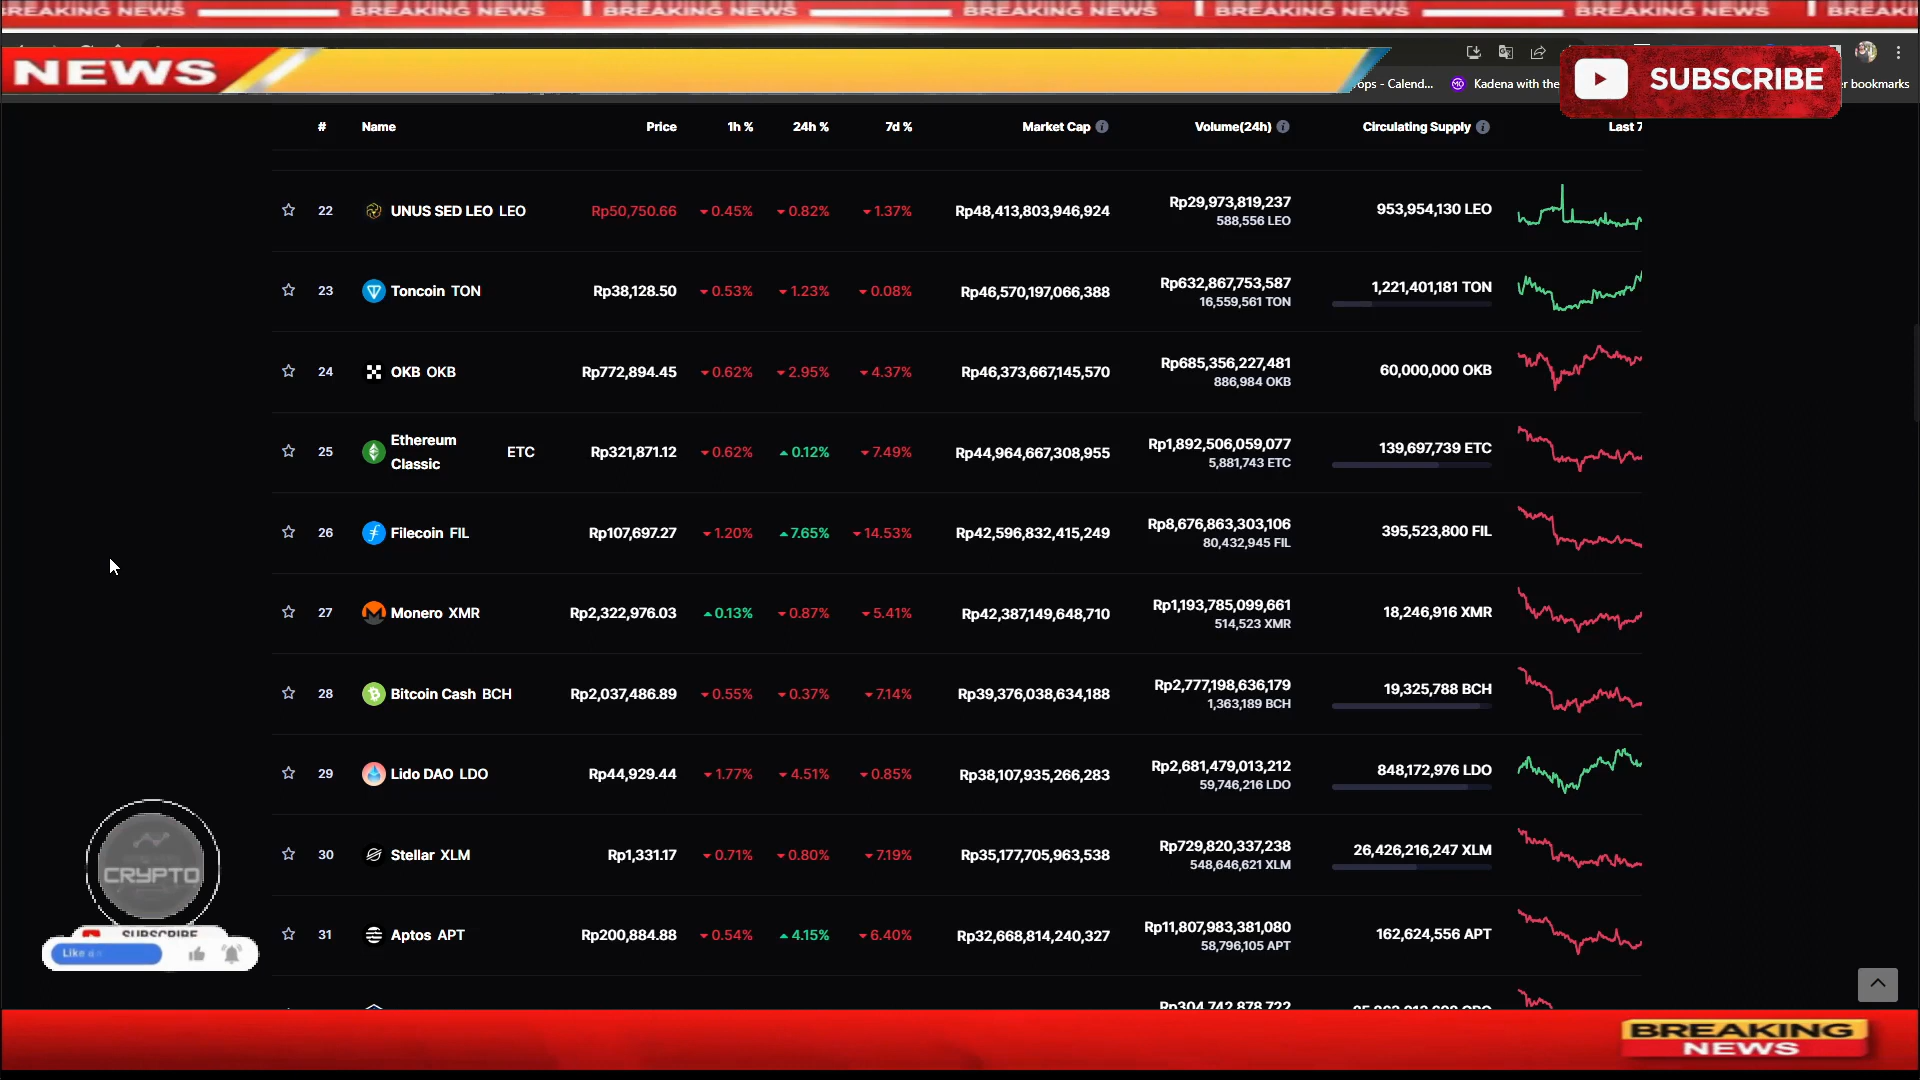 BREAKING NEWS BREAKING NEWS BREAKING NEWS BREAKING NEWS BREAKING NEWS
NEWS
ops - Calend... Kadena with the r bookmarks
SUBSCRIBE
# Name Price 1h % 24h % 7d % Market Cap Volume(24h) Circulating Supply Last 7
22 UNUS SED LEO LEO Rp50,750.66 0.45% 0.82% 1.37% Rp48,413,803,946,924 Rp29,973,819,237 953,954,130 LEO
588,556 LEO
23 Toncoin TON Rp38,128.50 0.53% 1.23% 0.08% Rp46,570,197,066,388 Rp632,867,753,587 1,221,401,181 TON
16,559,561 TON
24 OKB OKB Rp772,894.45 0.62% 2.95% 4.37% Rp46,373,667,145,570 Rp685,356,227,481 60,000,000 OKB
886,984 OKB
25 Ethereum Classic ETC Rp321,871.12 0.62% 0.12% 7.49% Rp44,964,667,308,955 Rp1,892,506,059,077 139,697,739 ETC
5,881,743 ETC
26 Filecoin FIL Rp107,697.27 1.20% 7.65% 14.53% Rp42,596,832,415,249 Rp8,676,863,303,106 395,523,800 FIL
80,432,945 FIL
27 Monero XMR Rp2,322,976.03 0.13% 0.87% 5.41% Rp42,387,149,648,710 Rp1,193,785,099,661 18,246,916 XMR
514,523 XMR
28 Bitcoin Cash BCH Rp2,037,486.89 0.55% 0.37% 7.14% Rp39,376,038,634,188 Rp2,777,198,636,179 19,325,788 BCH
1,363,189 BCH
29 Lido DAO LDO Rp44,929.44 1.77% 4.51% 0.85% Rp38,107,935,266,283 Rp2,681,479,013,212 848,172,976 LDO
59,746,216 LDO
30 Stellar XLM Rp1,331.17 0.71% 0.80% 7.19% Rp35,177,705,963,538 Rp729,820,337,238 26,426,216,247 XLM
548,646,621 XLM
31 Aptos APT Rp200,884.88 0.54% 4.15% 6.40% Rp32,668,814,240,327 Rp11,807,983,381,080 162,624,556 APT
58,796,105 APT
Rp304,742,878,722
CRYPTO
SUBSCRIBE
Like
BREAKING
NEWS